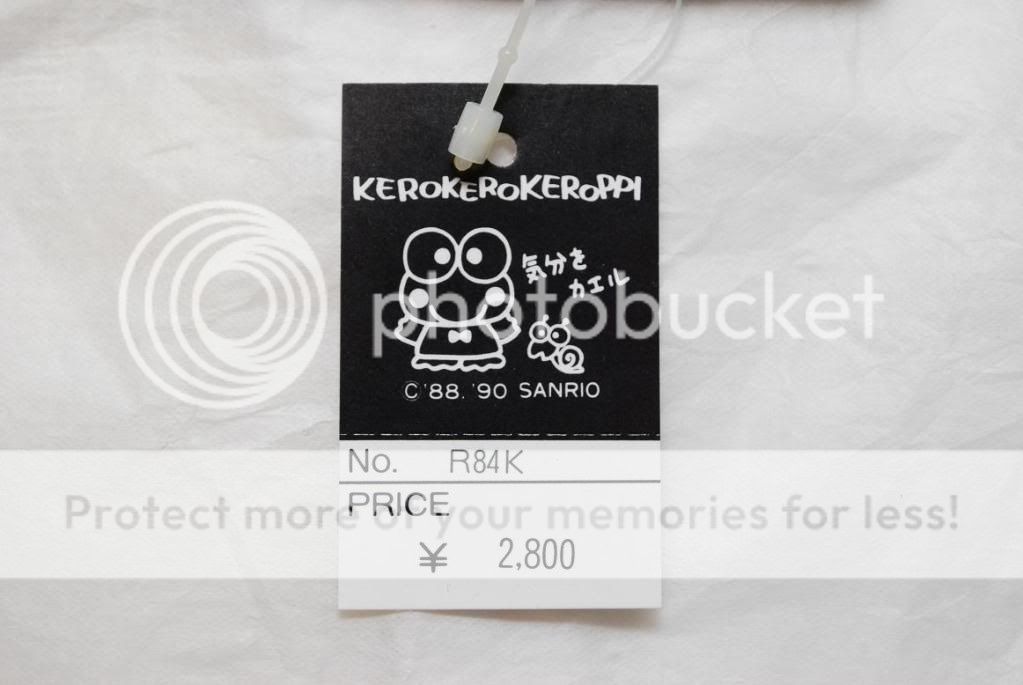 KEROKEROKEROPPI
気分を
カエル
©'88.'90 SANRIO
No. R84K
PRICE
¥ 2,800
photobucket
Protect more of your memories for less!